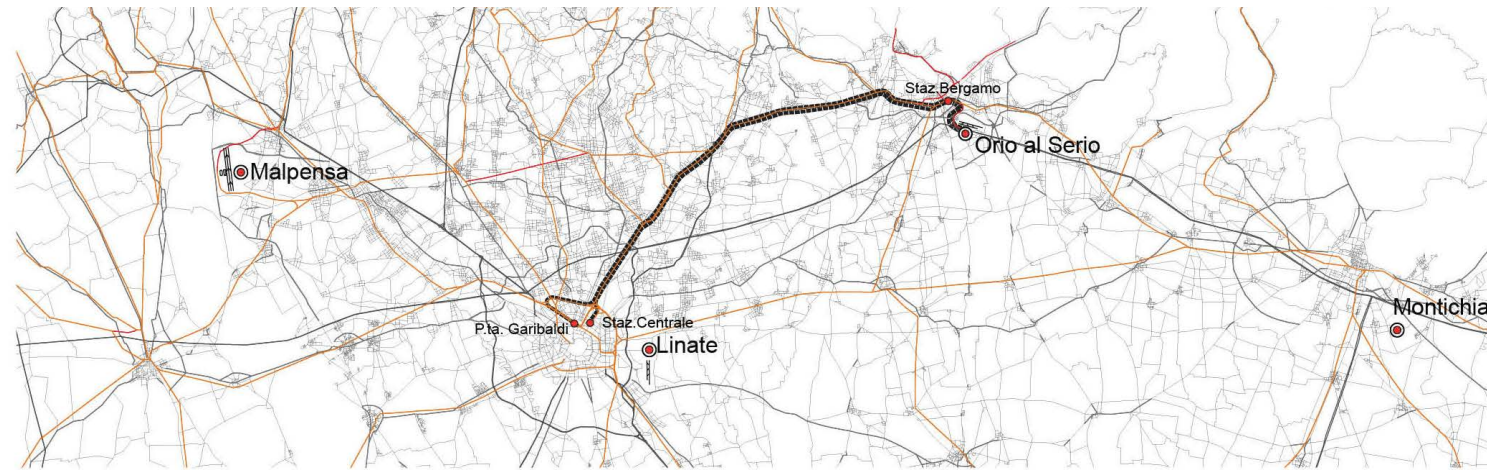 Staz.Bergamo
Orio al Serio
Malpensa
Montichia
P.ta. Garibaldi
Staz.Centrale
Linate